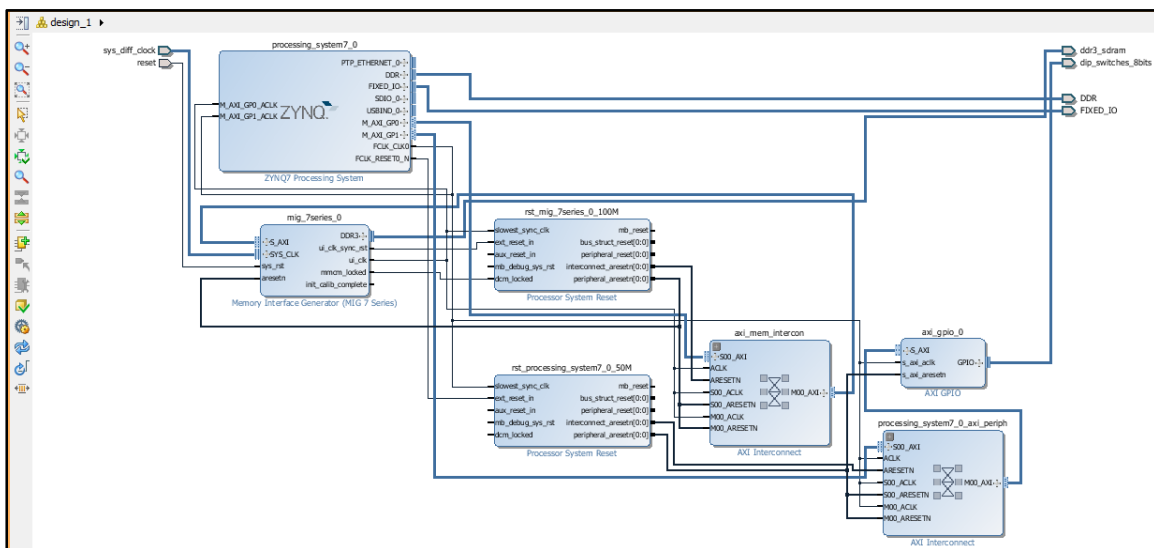 design_1
sys_diff_clock
reset
processing_system7_0
PTP_ETHERNET_0
DDR
FIXED_IO
SDIO_0
USBIND_0
M_AXI_GP0
M_AXI_GP1
FCLK_CLK0
FCLK_RESET0_N
M_AXI_GP0_ACLK
M_AXI_GP1_ACLK
ZYNQ
ZYNQ7 Processing System
ddr3_sdram
dip_switches_8bits
DDR
FIXED_IO
mig_7series_0
S_AXI
SYS_CLK
sys_rst
aresetn
DDR3
ui_clk_sync_rst
ui_clk
mmcm_locked
init_calib_complete
Memory Interface Generator (MIG 7 Series)
rst_mig_7series_0_100M
slowest_sync_clk
ext_reset_in
aux_reset_in
mb_debug_sys_rst
dcm_locked
mb_reset
bus_struct_reset[0:0]
peripheral_reset[0:0]
interconnect_aresetn[0:0]
peripheral_aresetn[0:0]
Processor System Reset
axi_mem_intercon
S00_AXI
ACLK
ARESETN
S00_ACLK
S00_ARESETN
M00_ACLK
M00_ARESETN
M00_AXI
AXI Interconnect
axi_gpio_0
S_AXI
s_axi_aclk
s_axi_aresetn
GPIO
AXI GPIO
rst_processing_system7_0_50M
slowest_sync_clk
ext_reset_in
aux_reset_in
mb_debug_sys_rst
dcm_locked
mb_reset
bus_struct_reset[0:0]
peripheral_reset[0:0]
interconnect_aresetn[0:0]
peripheral_aresetn[0:0]
Processor System Reset
processing_system7_0_axi_periph
S00_AXI
ACLK
ARESETN
S00_ACLK
S00_ARESETN
M00_ACLK
M00_ARESETN
M00_AXI
AXI Interconnect